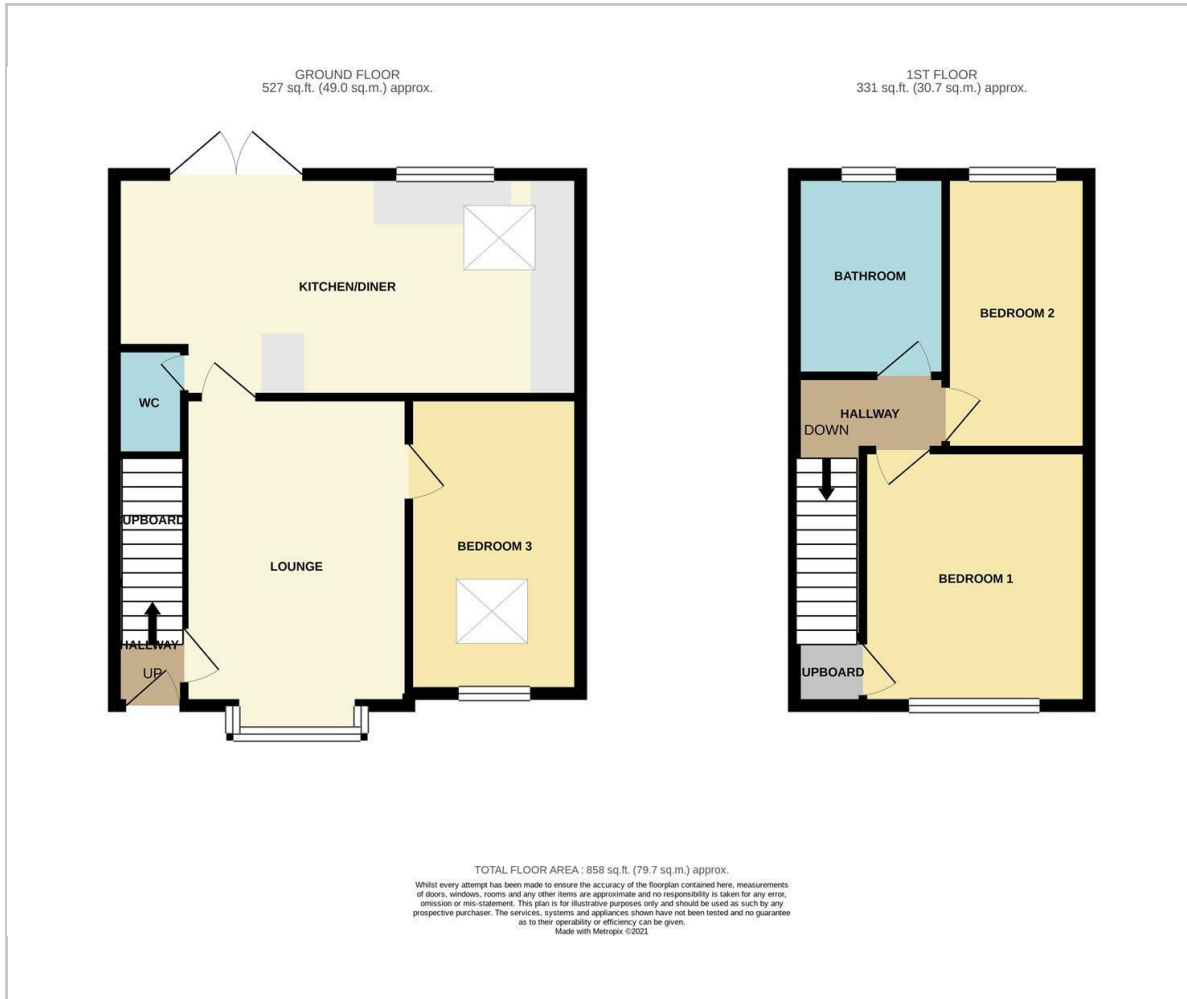 GROUND FLOOR
527 sq.ft. (49.0 sq.m.) approx.
1ST FLOOR
331 sq.ft. (30.7 sq.m.) approx.
KITCHEN/DINER
WC
UPBOARD
LOUNGE
BEDROOM 3
HALLWAY
UP
BATHROOM
BEDROOM 2
HALLWAY
DOWN
BEDROOM 1
UPBOARD
TOTAL FLOOR AREA : 858 sq.ft. (79.7 sq.m.) approx.
Whilst every attempt has been made to ensure the accuracy of the floorplan contained here, measurements
of doors, windows, rooms and any other items are approximate and no responsibility is taken for any error,
omission or mis-statement. This plan is for illustrative purposes only and should be used as such by any
prospective purchaser. The services, systems and appliances shown have not been tested and no guarantee
as to their operability or efficiency can be given.
Made with Metropix ©2021